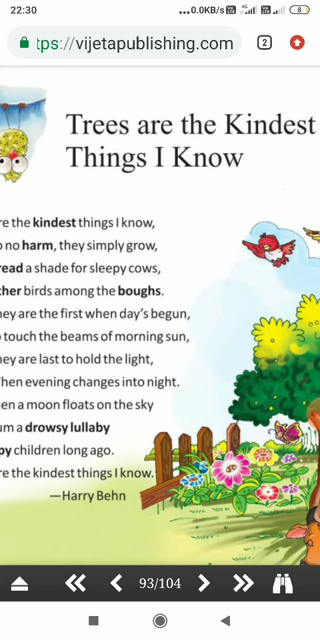 22:30
...0.0KB/s
8
tps://vijetapublishing.com
2
Trees are the Kindest
Things I Know
re the kindest things I know,
o no harm, they simply grow,
read a shade for sleepy cows,
ther birds among the boughs.
hey are the first when day's begun,
o touch the beams of morning sun,
hey are last to hold the light,
hen evening changes into night.
en a moon floats on the sky
um a drowsy lullaby
py children long ago.
re the kindest things I know.
—Harry Behn
93/104